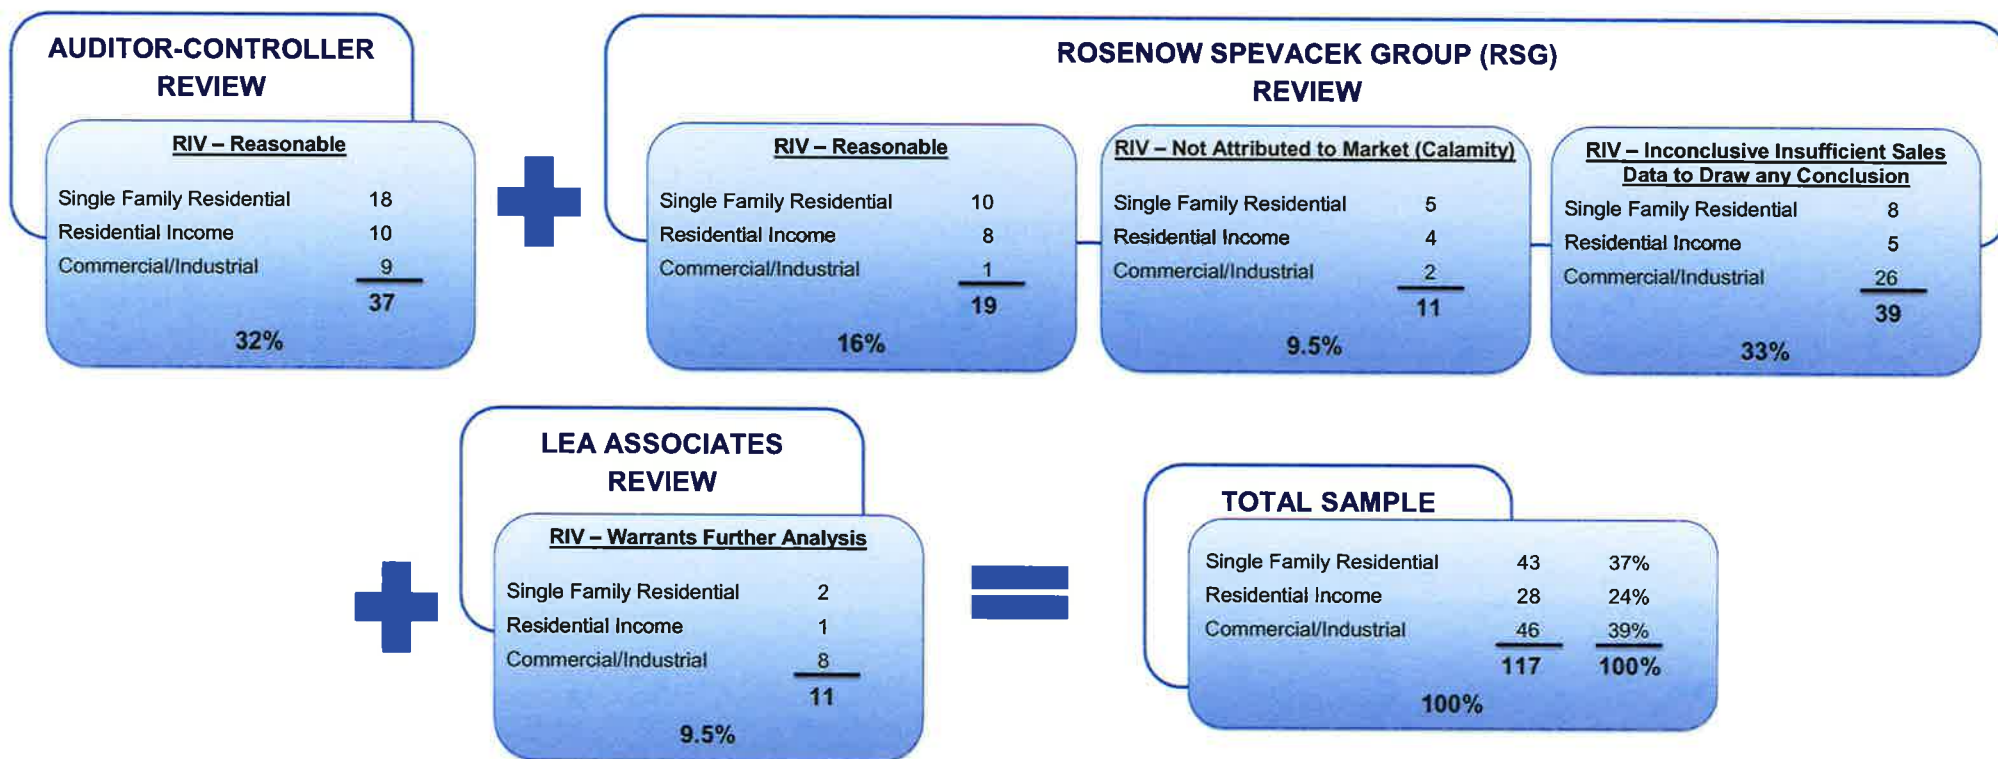 AUDITOR-CONTROLLER
REVIEW
RIV – Reasonable
Single Family Residential 18
Residential Income 10
Commercial/Industrial 9
37
32%
ROSENOW SPEVACEK GROUP (RSG)
REVIEW
RIV – Reasonable
Single Family Residential 10
Residential Income 8
Commercial/Industrial 1
19
16%
RIV – Not Attributed to Market (Calamity)
Single Family Residential 5
Residential Income 4
Commercial/Industrial 2
11
9.5%
RIV – Inconclusive Insufficient Sales
Data to Draw any Conclusion
Single Family Residential 8
Residential Income 5
Commercial/Industrial 26
39
33%
LEA ASSOCIATES
REVIEW
RIV – Warrants Further Analysis
Single Family Residential 2
Residential Income 1
Commercial/Industrial 8
11
9.5%
TOTAL SAMPLE
Single Family Residential 43 37%
Residential Income 28 24%
Commercial/Industrial 46 39%
117 100%
100%